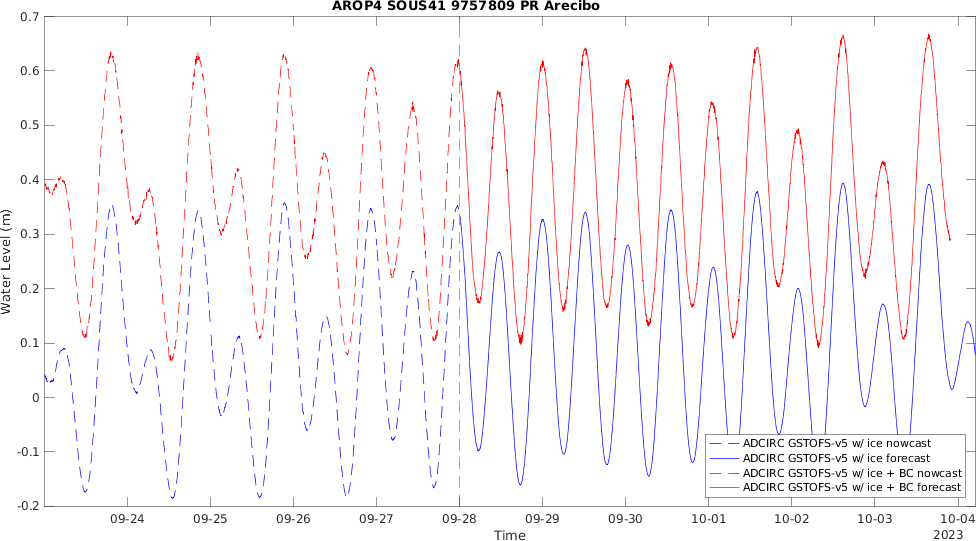 AROP4 SOUS41 9757809 PR Arecibo
0.7
0.6
0.5
0.4
0.3
0.2
0.1
0
-0.1
-0.2
Water Level (m)
09-24 09-25 09-26 09-27 09-28 09-29 09-30 10-01 10-02 10-03 10-04
Time
2023
ADCIRC GSTOFS-v5 w/ ice nowcast
ADCIRC GSTOFS-v5 w/ ice forecast
ADCIRC GSTOFS-v5 w/ ice + BC nowcast
ADCIRC GSTOFS-v5 w/ ice + BC forecast